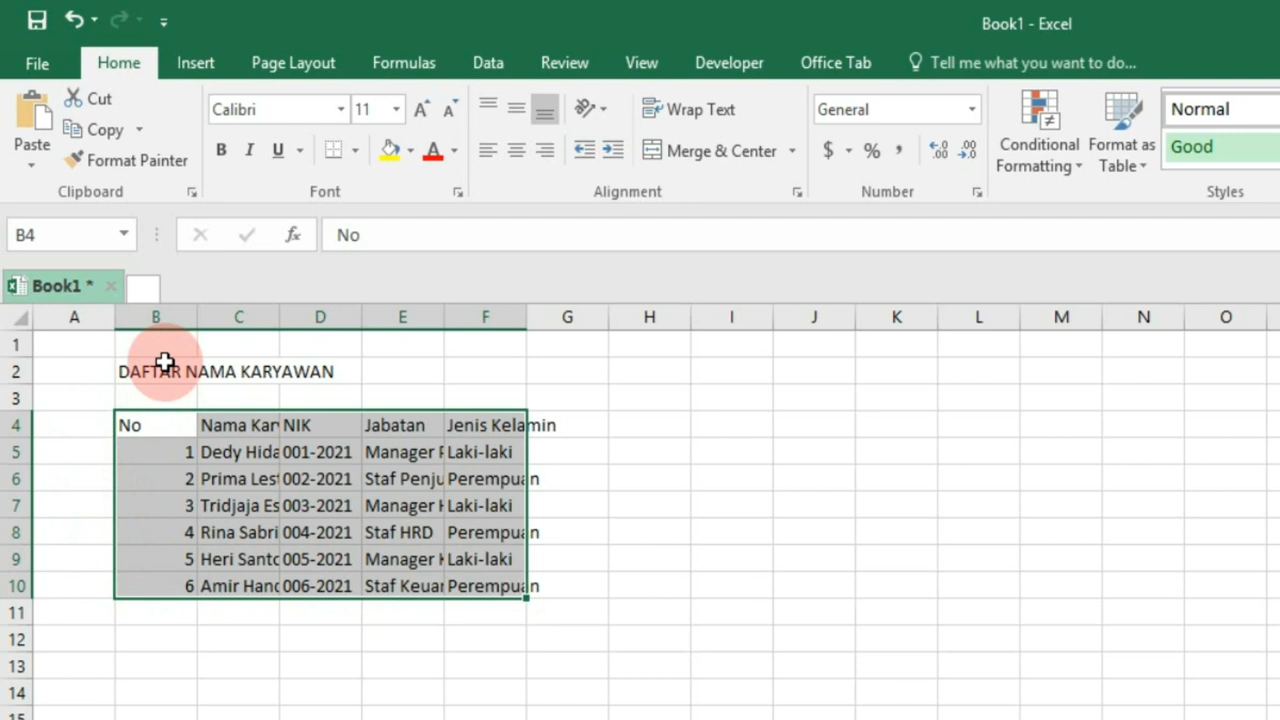 Book1 - Excel
File Home Insert Page Layout Formulas Data Review View Developer Office Tab Tell me what you want to do...
Paste
Cut
Copy
Format Painter
Clipboard
Calibri 11
B I U
Font
Wrap Text
Merge & Center
Alignment
General
$ % ,
Number
Conditional Formatting
Format as Table
Normal
Good
Styles
B4 fx No
Book1 *
A B C D E F G H I J K L M N O
1
2 DAFTAR NAMA KARYAWAN
3
4 No Nama Kar NIK Jabatan Jenis Kelamin
5 1 Dedy Hida 001-2021 Manager P Laki-laki
6 2 Prima Lest 002-2021 Staf Penju Perempuan
7 3 Tridjaja Es 003-2021 Manager H Laki-laki
8 4 Rina Sabri 004-2021 Staf HRD Perempuan
9 5 Heri Santo 005-2021 Manager K Laki-laki
10 6 Amir Hand 006-2021 Staf Keuan Perempuan
11
12
13
14
15